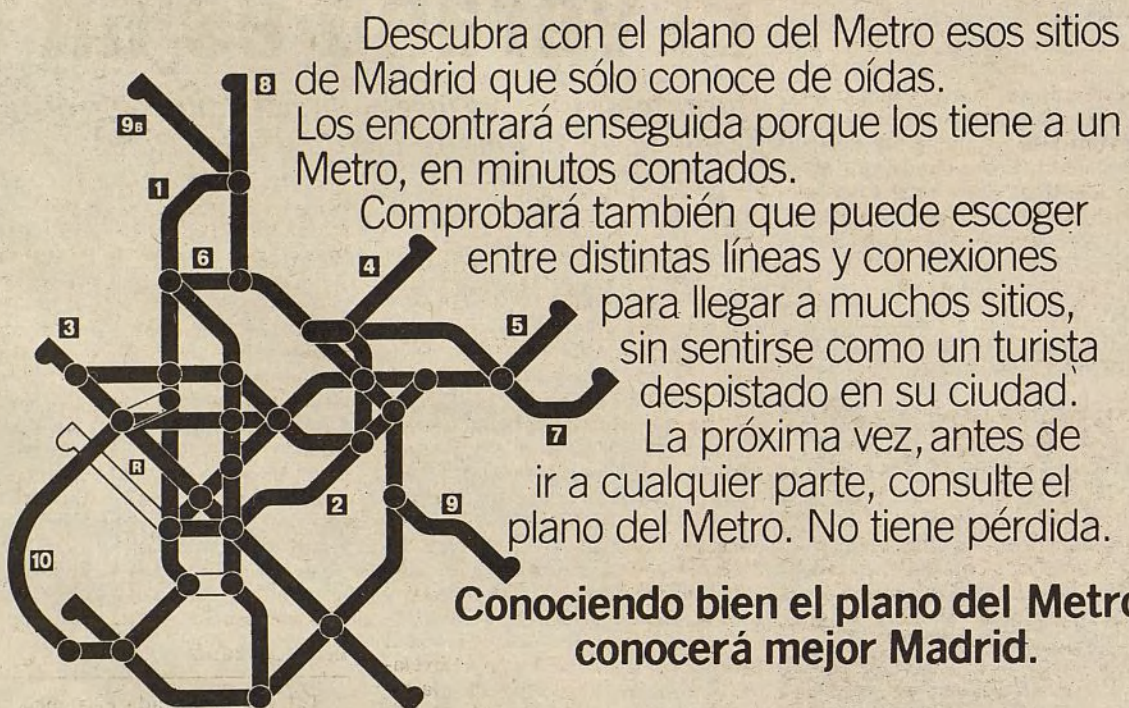 Descubra con el plano del Metro esos sitios
de Madrid que sólo conoce de oídas.
Los encontrará enseguida porque los tiene a un
Metro, en minutos contados.
Comprobará también que puede escoger
entre distintas líneas y conexiones
para llegar a muchos sitios,
sin sentirse como un turista
despistado en su ciudad.
La próxima vez, antes de
ir a cualquier parte, consulte el
plano del Metro. No tiene pérdida.
Conociendo bien el plano del Metro
conocerá mejor Madrid.
8
9B
1
6
4
3
5
7
R
2
9
10